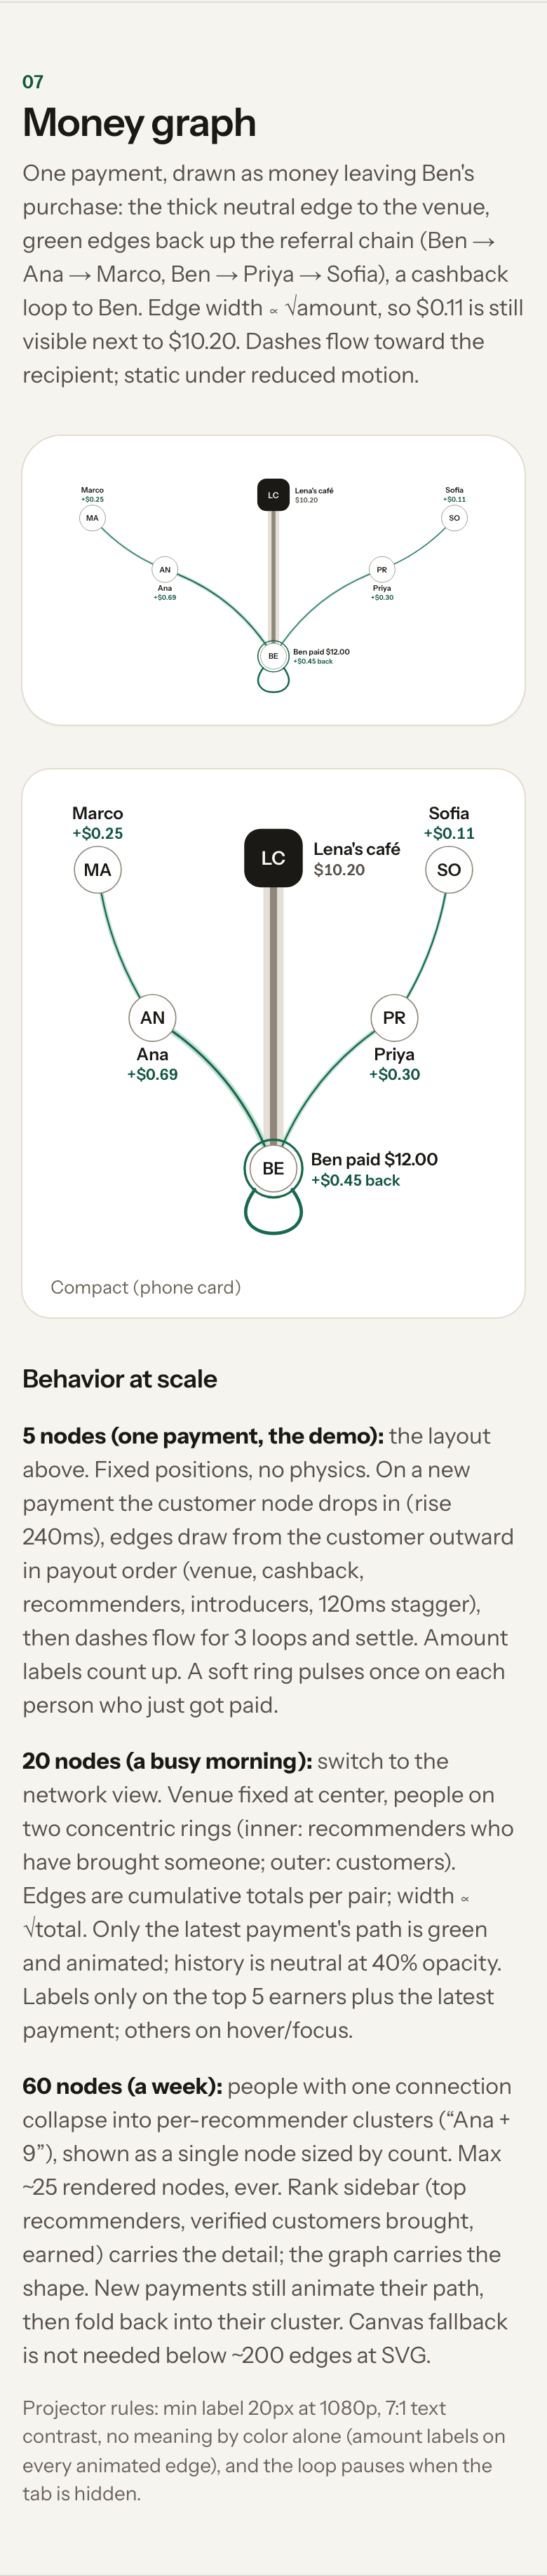 07
Money graph
One payment, drawn as money leaving Ben's
purchase: the thick neutral edge to the venue,
green edges back up the referral chain (Ben →
Ana → Marco, Ben → Priya → Sofia), a cashback
loop to Ben. Edge width ∝ √amount, so $0.11 is still
visible next to $10.20. Dashes flow toward the
recipient; static under reduced motion.
Marco
+$0.25
MA
LC
Lena's café
$10.20
Sofia
+$0.11
SO
AN
Ana
+$0.69
PR
Priya
+$0.30
BE
Ben paid $12.00
+$0.45 back
Marco
+$0.25
MA
LC
Lena's café
$10.20
Sofia
+$0.11
SO
AN
Ana
+$0.69
PR
Priya
+$0.30
BE
Ben paid $12.00
+$0.45 back
Compact (phone card)
Behavior at scale
5 nodes (one payment, the demo): the layout
above. Fixed positions, no physics. On a new
payment the customer node drops in (rise
240ms), edges draw from the customer outward
in payout order (venue, cashback,
recommenders, introducers, 120ms stagger),
then dashes flow for 3 loops and settle. Amount
labels count up. A soft ring pulses once on each
person who just got paid.
20 nodes (a busy morning): switch to the
network view. Venue fixed at center, people on
two concentric rings (inner: recommenders who
have brought someone; outer: customers).
Edges are cumulative totals per pair; width ∝
√total. Only the latest payment's path is green
and animated; history is neutral at 40% opacity.
Labels only on the top 5 earners plus the latest
payment; others on hover/focus.
60 nodes (a week): people with one connection
collapse into per-recommender clusters (“Ana +
9”), shown as a single node sized by count. Max
~25 rendered nodes, ever. Rank sidebar (top
recommenders, verified customers brought,
earned) carries the detail; the graph carries the
shape. New payments still animate their path,
then fold back into their cluster. Canvas fallback
is not needed below ~200 edges at SVG.
Projector rules: min label 20px at 1080p, 7:1 text
contrast, no meaning by color alone (amount labels on
every animated edge), and the loop pauses when the
tab is hidden.